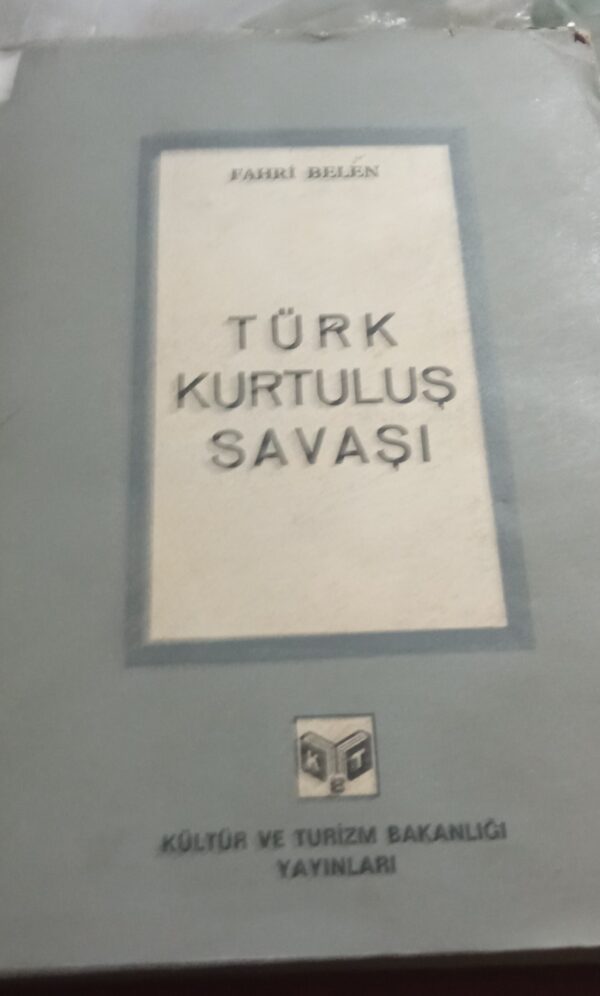 FAHRİ BELEN
TÜRK
KURTULUŞ
SAVAŞI
K T
B
KÜLTÜR VE TURİZM BAKANLIĞI
YAYINLARI